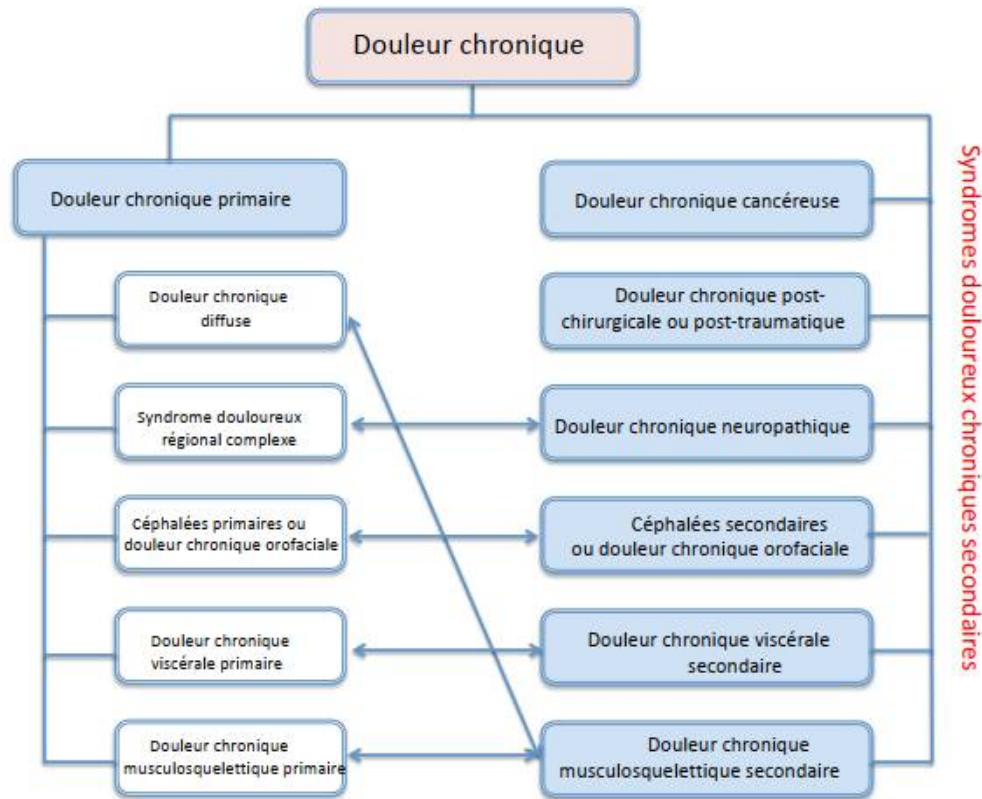 Douleur chronique
Douleur chronique primaire
Douleur chronique
diffuse
Syndrome douloureux
régional complexe
Céphalées primaires ou
douleur chronique orofaciale
Douleur chronique
viscérale primaire
Douleur chronique
musculosquelettique primaire
Douleur chronique cancéreuse
Douleur chronique post-
chirurgicale ou post-traumatique
Douleur chronique neuropathique
Céphalées secondaires
ou douleur chronique orofaciale
Douleur chronique viscérale
secondaire
Douleur chronique
musculosquelettique secondaire
Syndromes douloureux chroniques secondaires